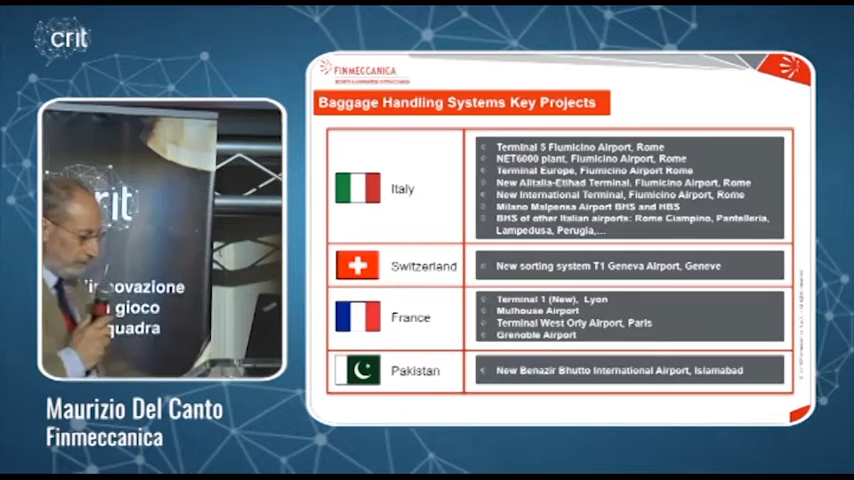 crit
FINMECCANICA
Baggage Handling Systems Key Projects
Italy
Terminal 5 Fiumicino Airport, Rome
NET6000 plant, Fiumicino Airport, Rome
Terminal Europe, Fiumicino Airport Rome
New Alitalia-Etihad Terminal, Fiumicino Airport, Rome
New International Terminal, Fiumicino Airport, Rome
Milano Malpensa Airport BHS and HBS
BHS of other Italian airports: Rome Ciampino, Pantelleria,
Lampedusa, Perugia,...
Switzerland
New sorting system T1 Geneva Airport, Geneve
France
Terminal 1 (New), Lyon
Mulhouse Airport
Terminal West Orly Airport, Paris
Grenoble Airport
Pakistan
New Benazir Bhutto International Airport, Islamabad
rit
innovazione
gioco
quadra
Maurizio Del Canto
Finmeccanica